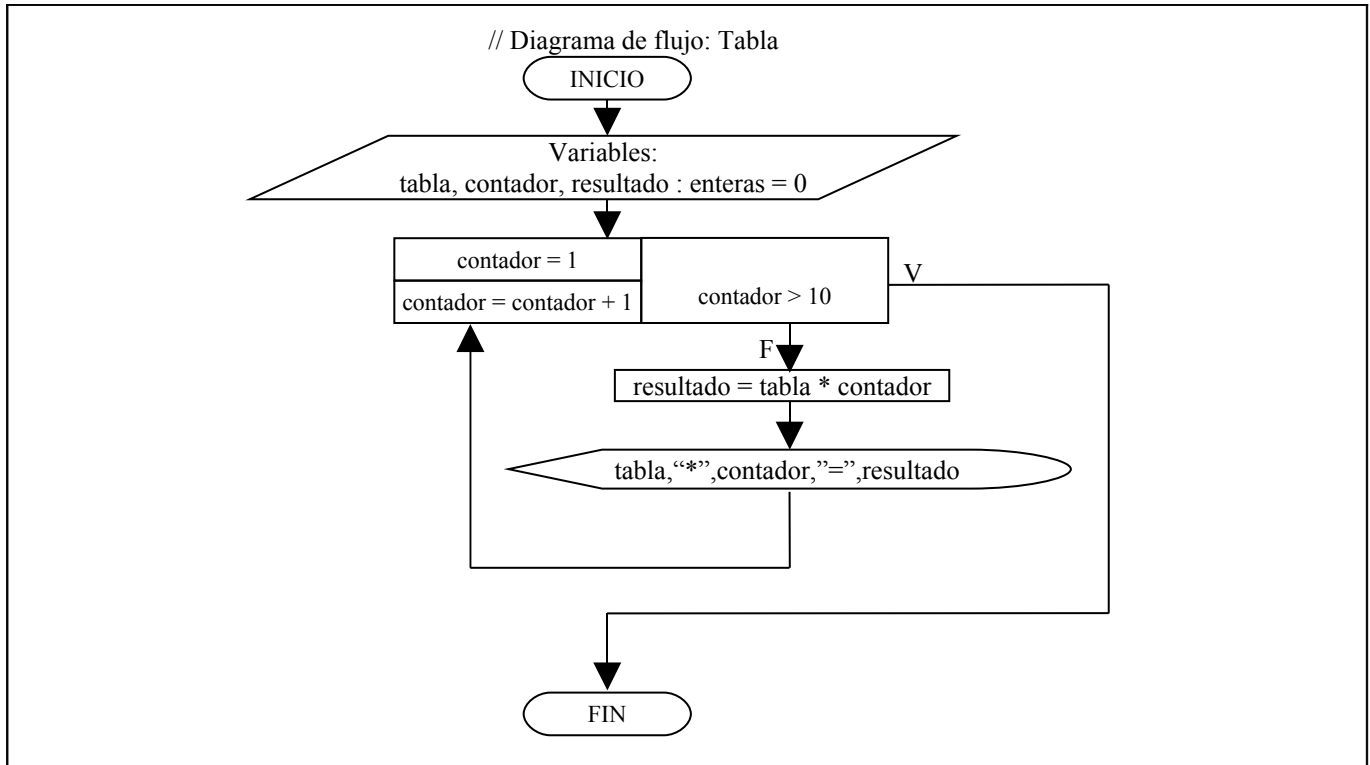 // Diagrama de flujo: Tabla
INICIO
Variables:
tabla, contador, resultado : enteras = 0
contador = 1
contador = contador + 1
contador > 10
V
F
resultado = tabla * contador
tabla,“*”,contador,”=”,resultado
FIN